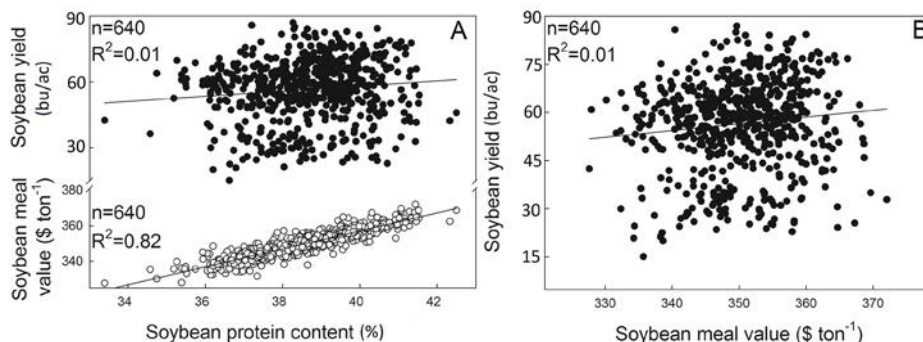 n=640
R²=0.01
A
90
60
30
Soybean yield
(bu/ac)
380
360
340
Soybean meal
value ($ ton⁻¹)
n=640
R²=0.82
34 36 38 40 42
Soybean protein content (%)
n=640
R²=0.01
B
90
75
60
45
30
15
Soybean yield (bu/ac)
330 340 350 360 370
Soybean meal value ($ ton⁻¹)